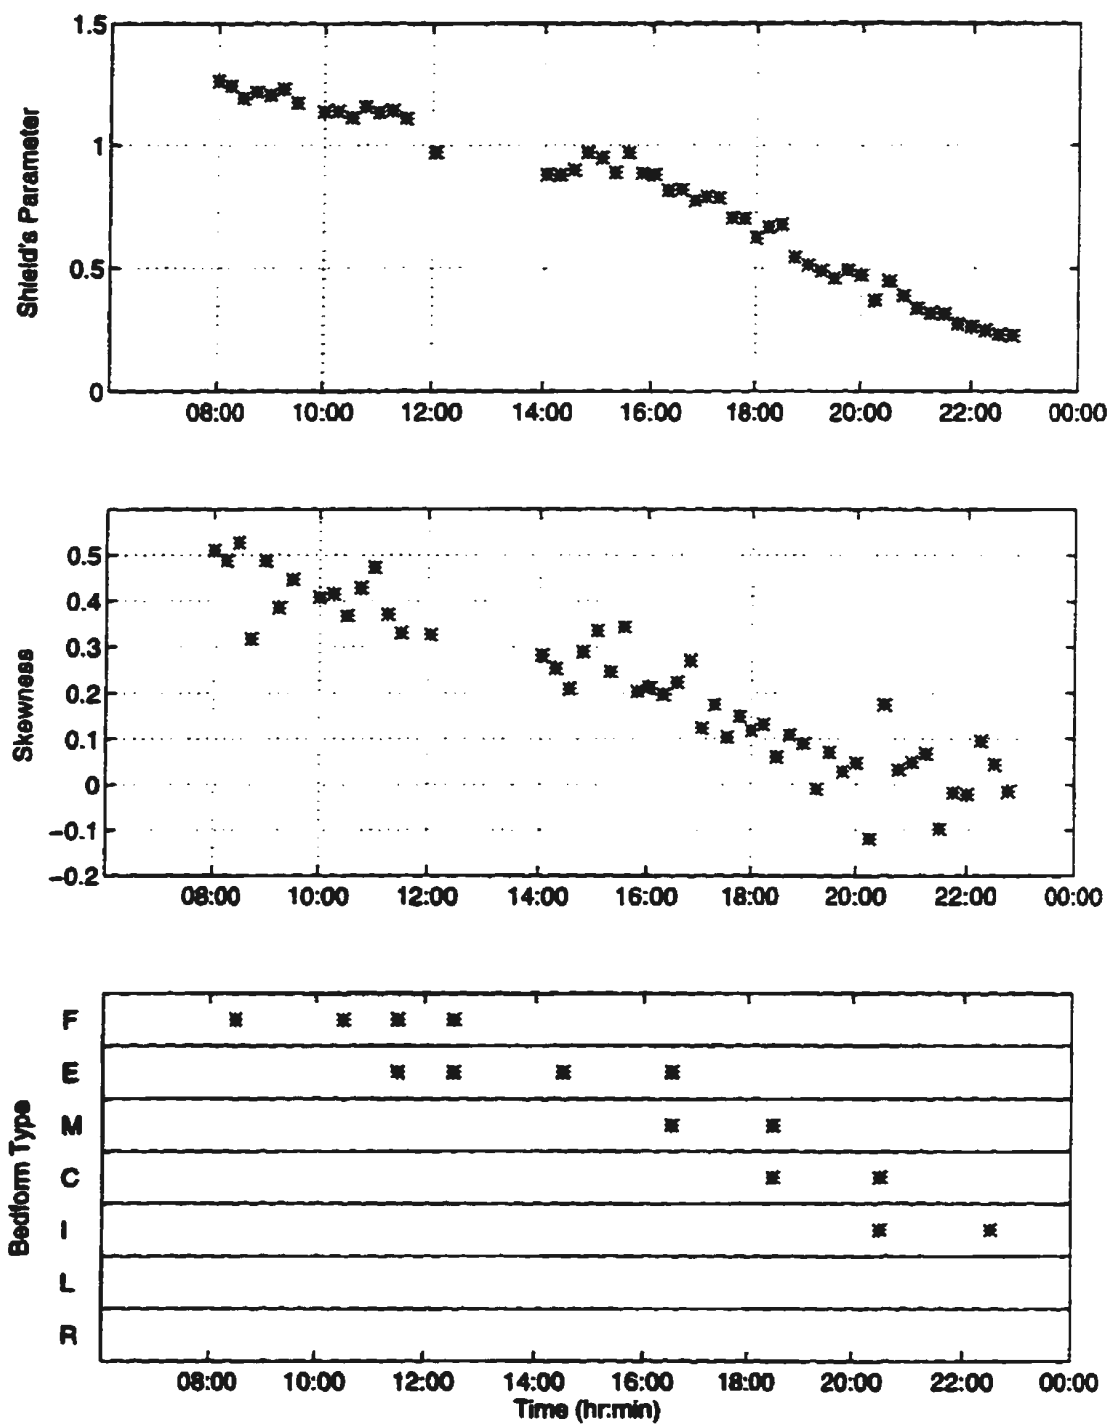 1.5
1
0.5
0
Shield's Parameter
08:00 10:00 12:00 14:00 16:00 18:00 20:00 22:00 00:00
0.5
0.4
0.3
0.2
0.1
0
−0.1
−0.2
Skewness
08:00 10:00 12:00 14:00 16:00 18:00 20:00 22:00 00:00
F
E
M
C
I
L
R
Bedform Type
08:00 10:00 12:00 14:00 16:00 18:00 20:00 22:00 00:00
Time (hr:min)